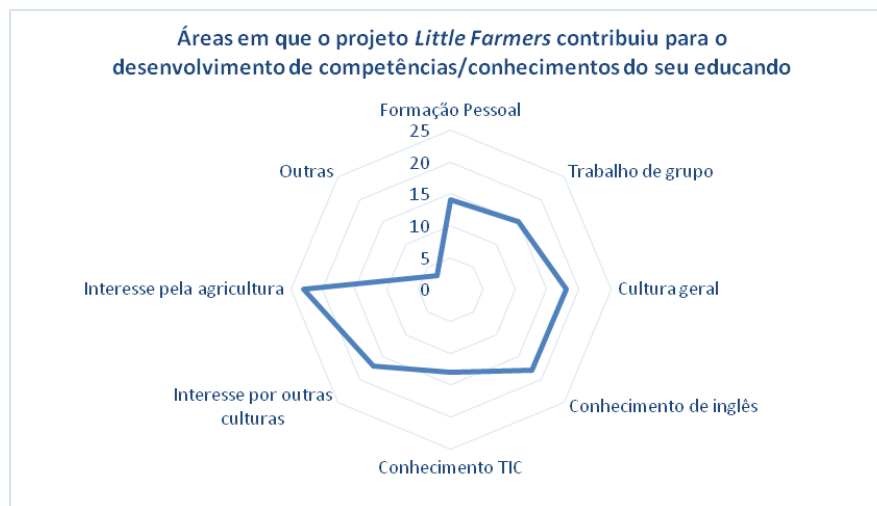 Áreas em que o projeto Little Farmers contribuiu para o
desenvolvimento de competências/conhecimentos do seu educando
Formação Pessoal
25
20
15
10
5
0
Trabalho de grupo
Cultura geral
Conhecimento de inglês
Conhecimento TIC
Interesse por outras
culturas
Interesse pela agricultura
Outras